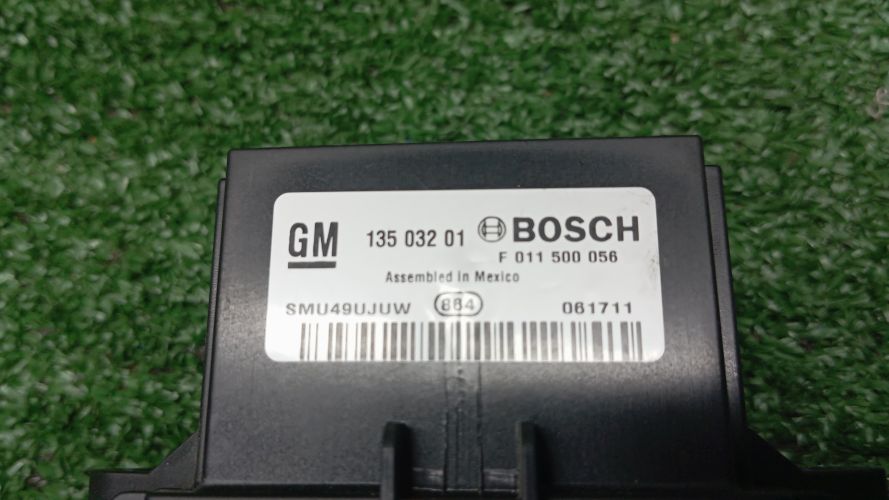 GM 135 032 01 BOSCH
F 011 500 056
Assembled in Mexico
SMU49UJUW 864 061711